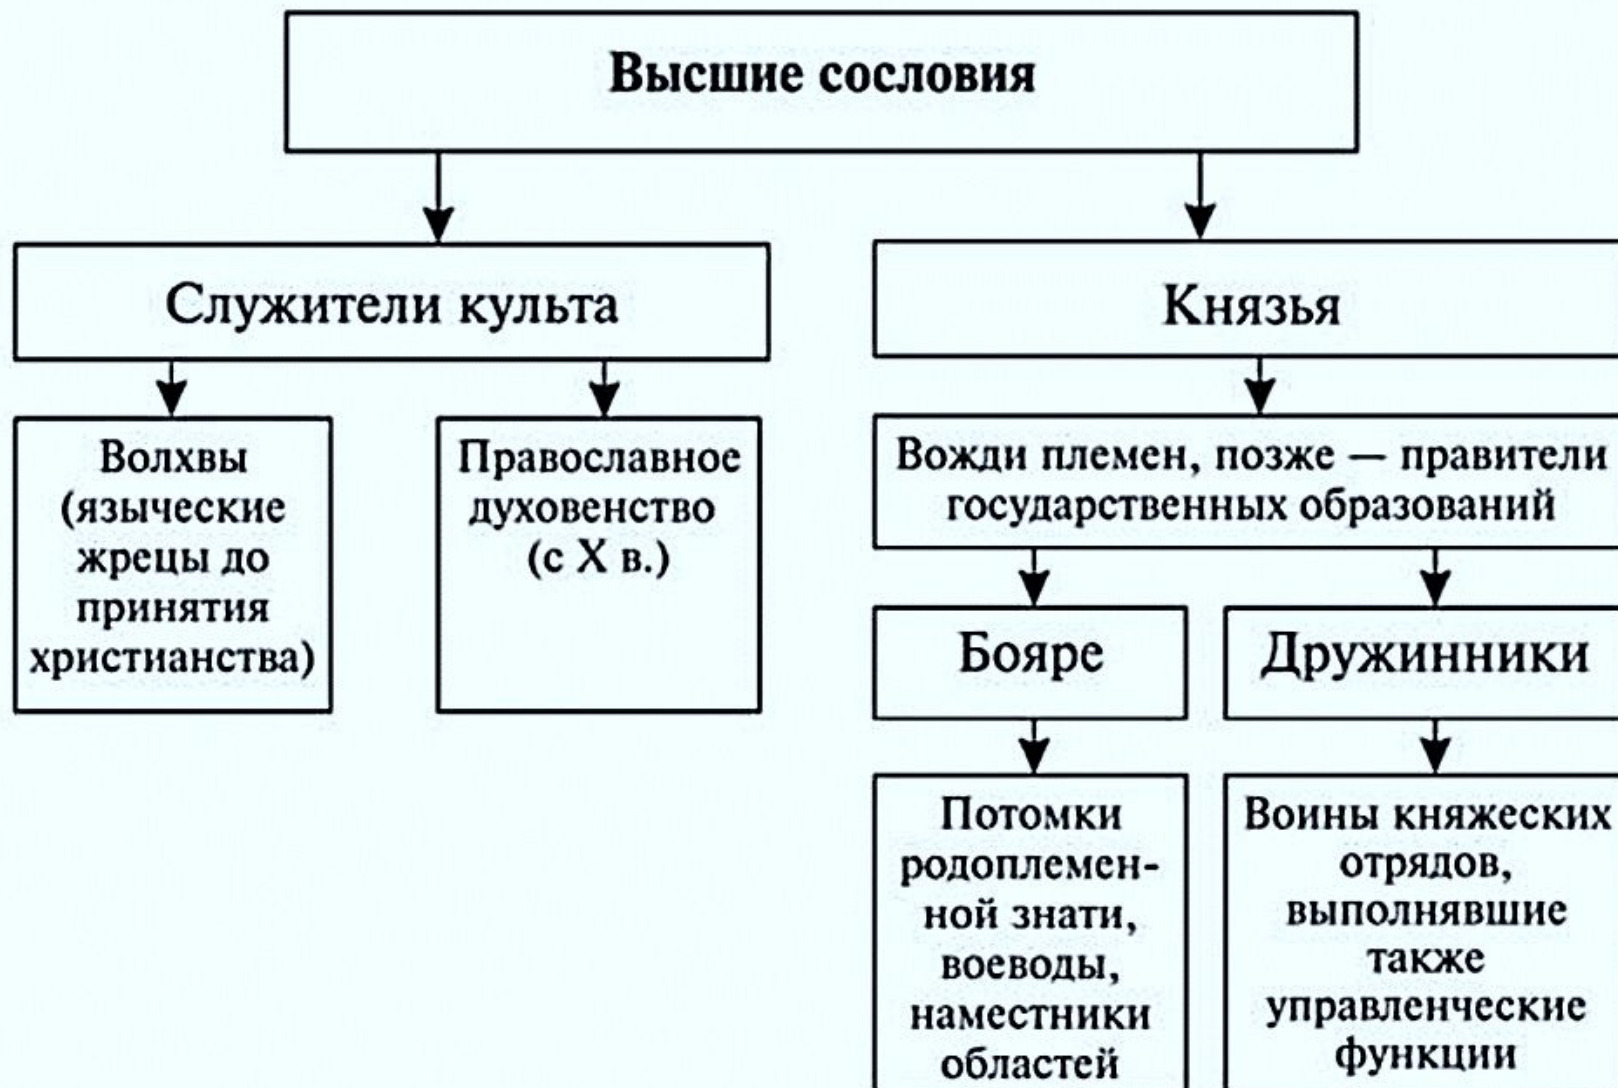 Высшие сословия
Служители культа
Князья
Волхвы
(языческие
жрецы до
принятия
христианства)
Православное
духовенство
(с X в.)
Вожди племен, позже — правители
государственных образований
Бояре
Дружинники
Потомки
родоплемен-
ной знати,
воеводы,
наместники
областей
Воины княжеских
отрядов,
выполнявшие
также
управленческие
функции